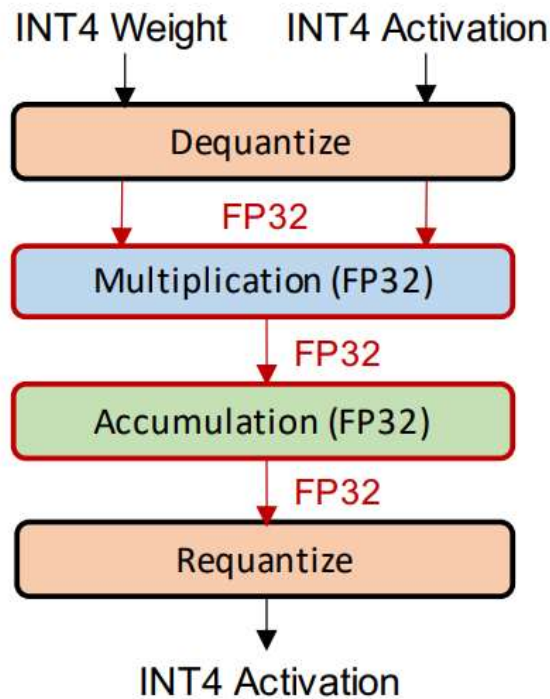 INT4 Weight INT4 Activation
Dequantize
FP32
Multiplication (FP32)
FP32
Accumulation (FP32)
FP32
Requantize
INT4 Activation